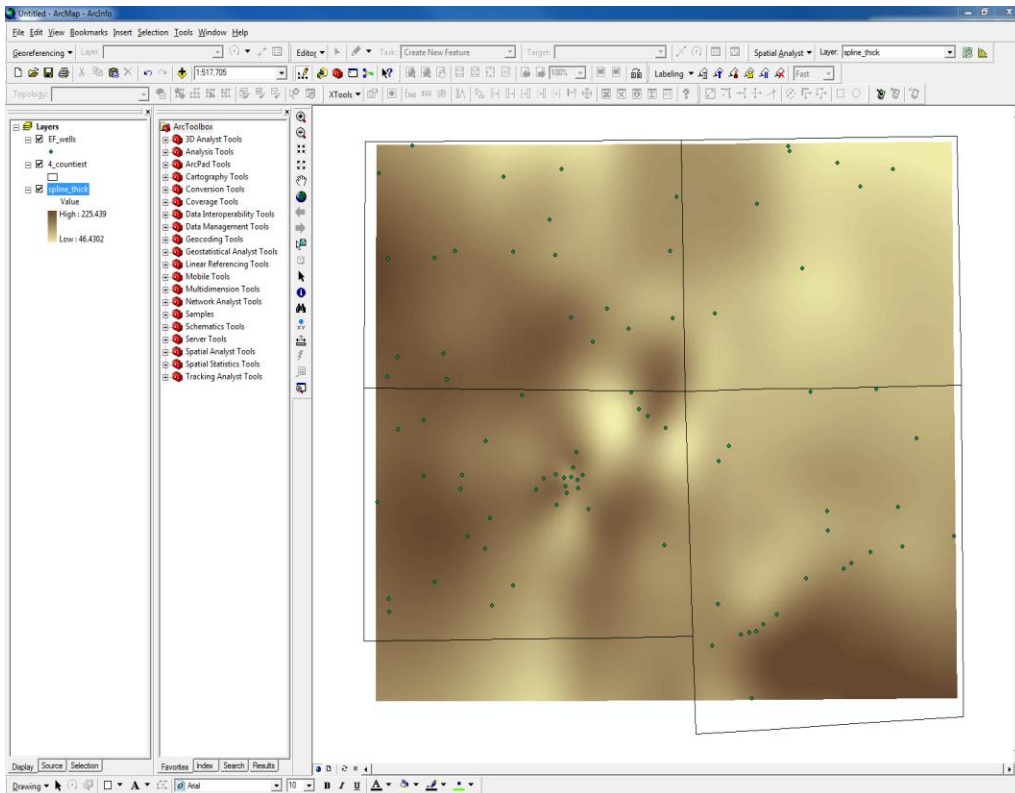 Untitled - ArcMap - ArcInfo
File Edit View Bookmarks Insert Selection Tools Window Help
Georeferencing Layer: Editor Task: Create New Feature Target: Spatial Analyst Layer: spline_thick
1:517,705 100% Labeling Fast
Topology: XTools
Layers
EF_wells
4_countiest
spline_thick
Value
High : 225.439
Low : 46.4302
ArcToolbox
3D Analyst Tools
Analysis Tools
ArcPad Tools
Cartography Tools
Conversion Tools
Coverage Tools
Data Interoperability Tools
Data Management Tools
Geocoding Tools
Geostatistical Analyst Tools
Linear Referencing Tools
Mobile Tools
Multidimension Tools
Network Analyst Tools
Samples
Schematics Tools
Server Tools
Spatial Analyst Tools
Spatial Statistics Tools
Tracking Analyst Tools
Display Source Selection
Favorites Index Search Results
Drawing A Arial 10 B I U A